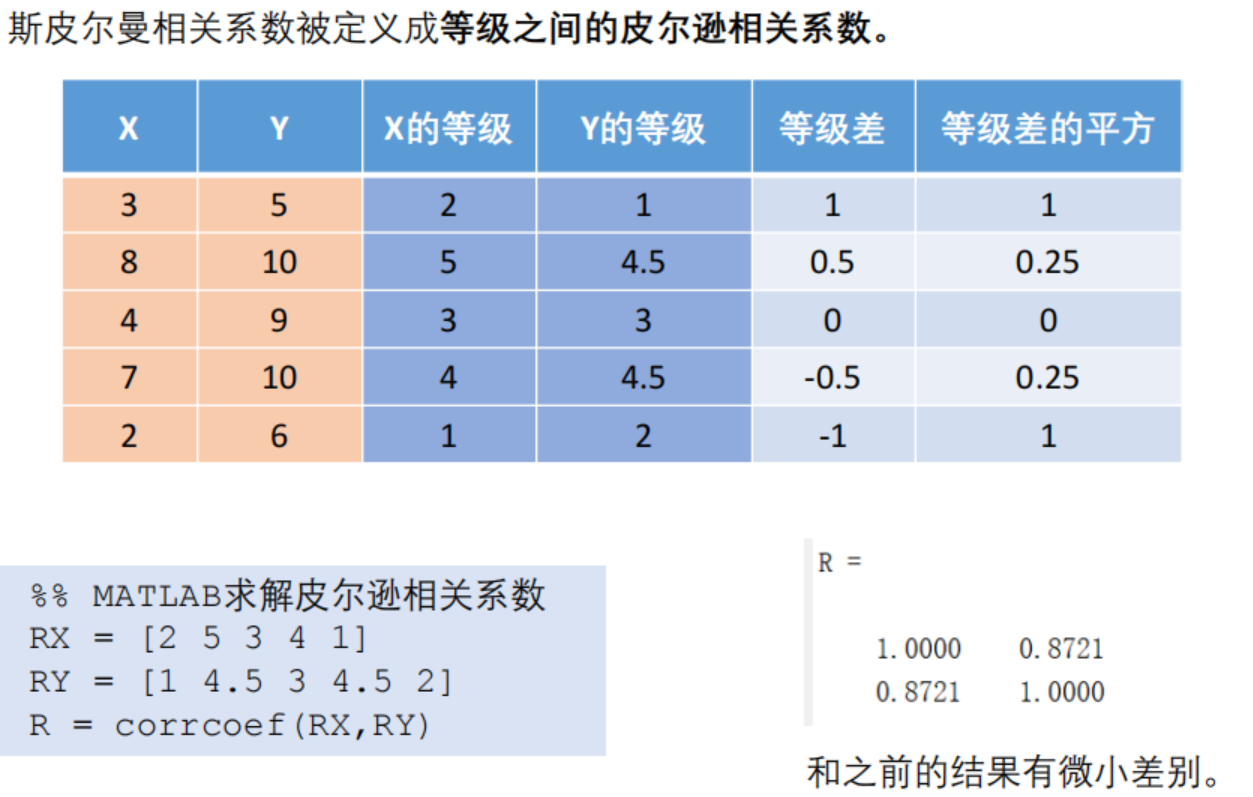 斯皮尔曼相关系数被定义成等级之间的皮尔逊相关系数。
X Y X的等级 Y的等级 等级差 等级差的平方
3 5 2 1 1 1
8 10 5 4.5 0.5 0.25
4 9 3 3 0 0
7 10 4 4.5 -0.5 0.25
2 6 1 2 -1 1
%% MATLAB求解皮尔逊相关系数
RX = [2 5 3 4 1]
RY = [1 4.5 3 4.5 2]
R = corrcoef(RX,RY)
R =
1.0000 0.8721
0.8721 1.0000
和之前的结果有微小差别。